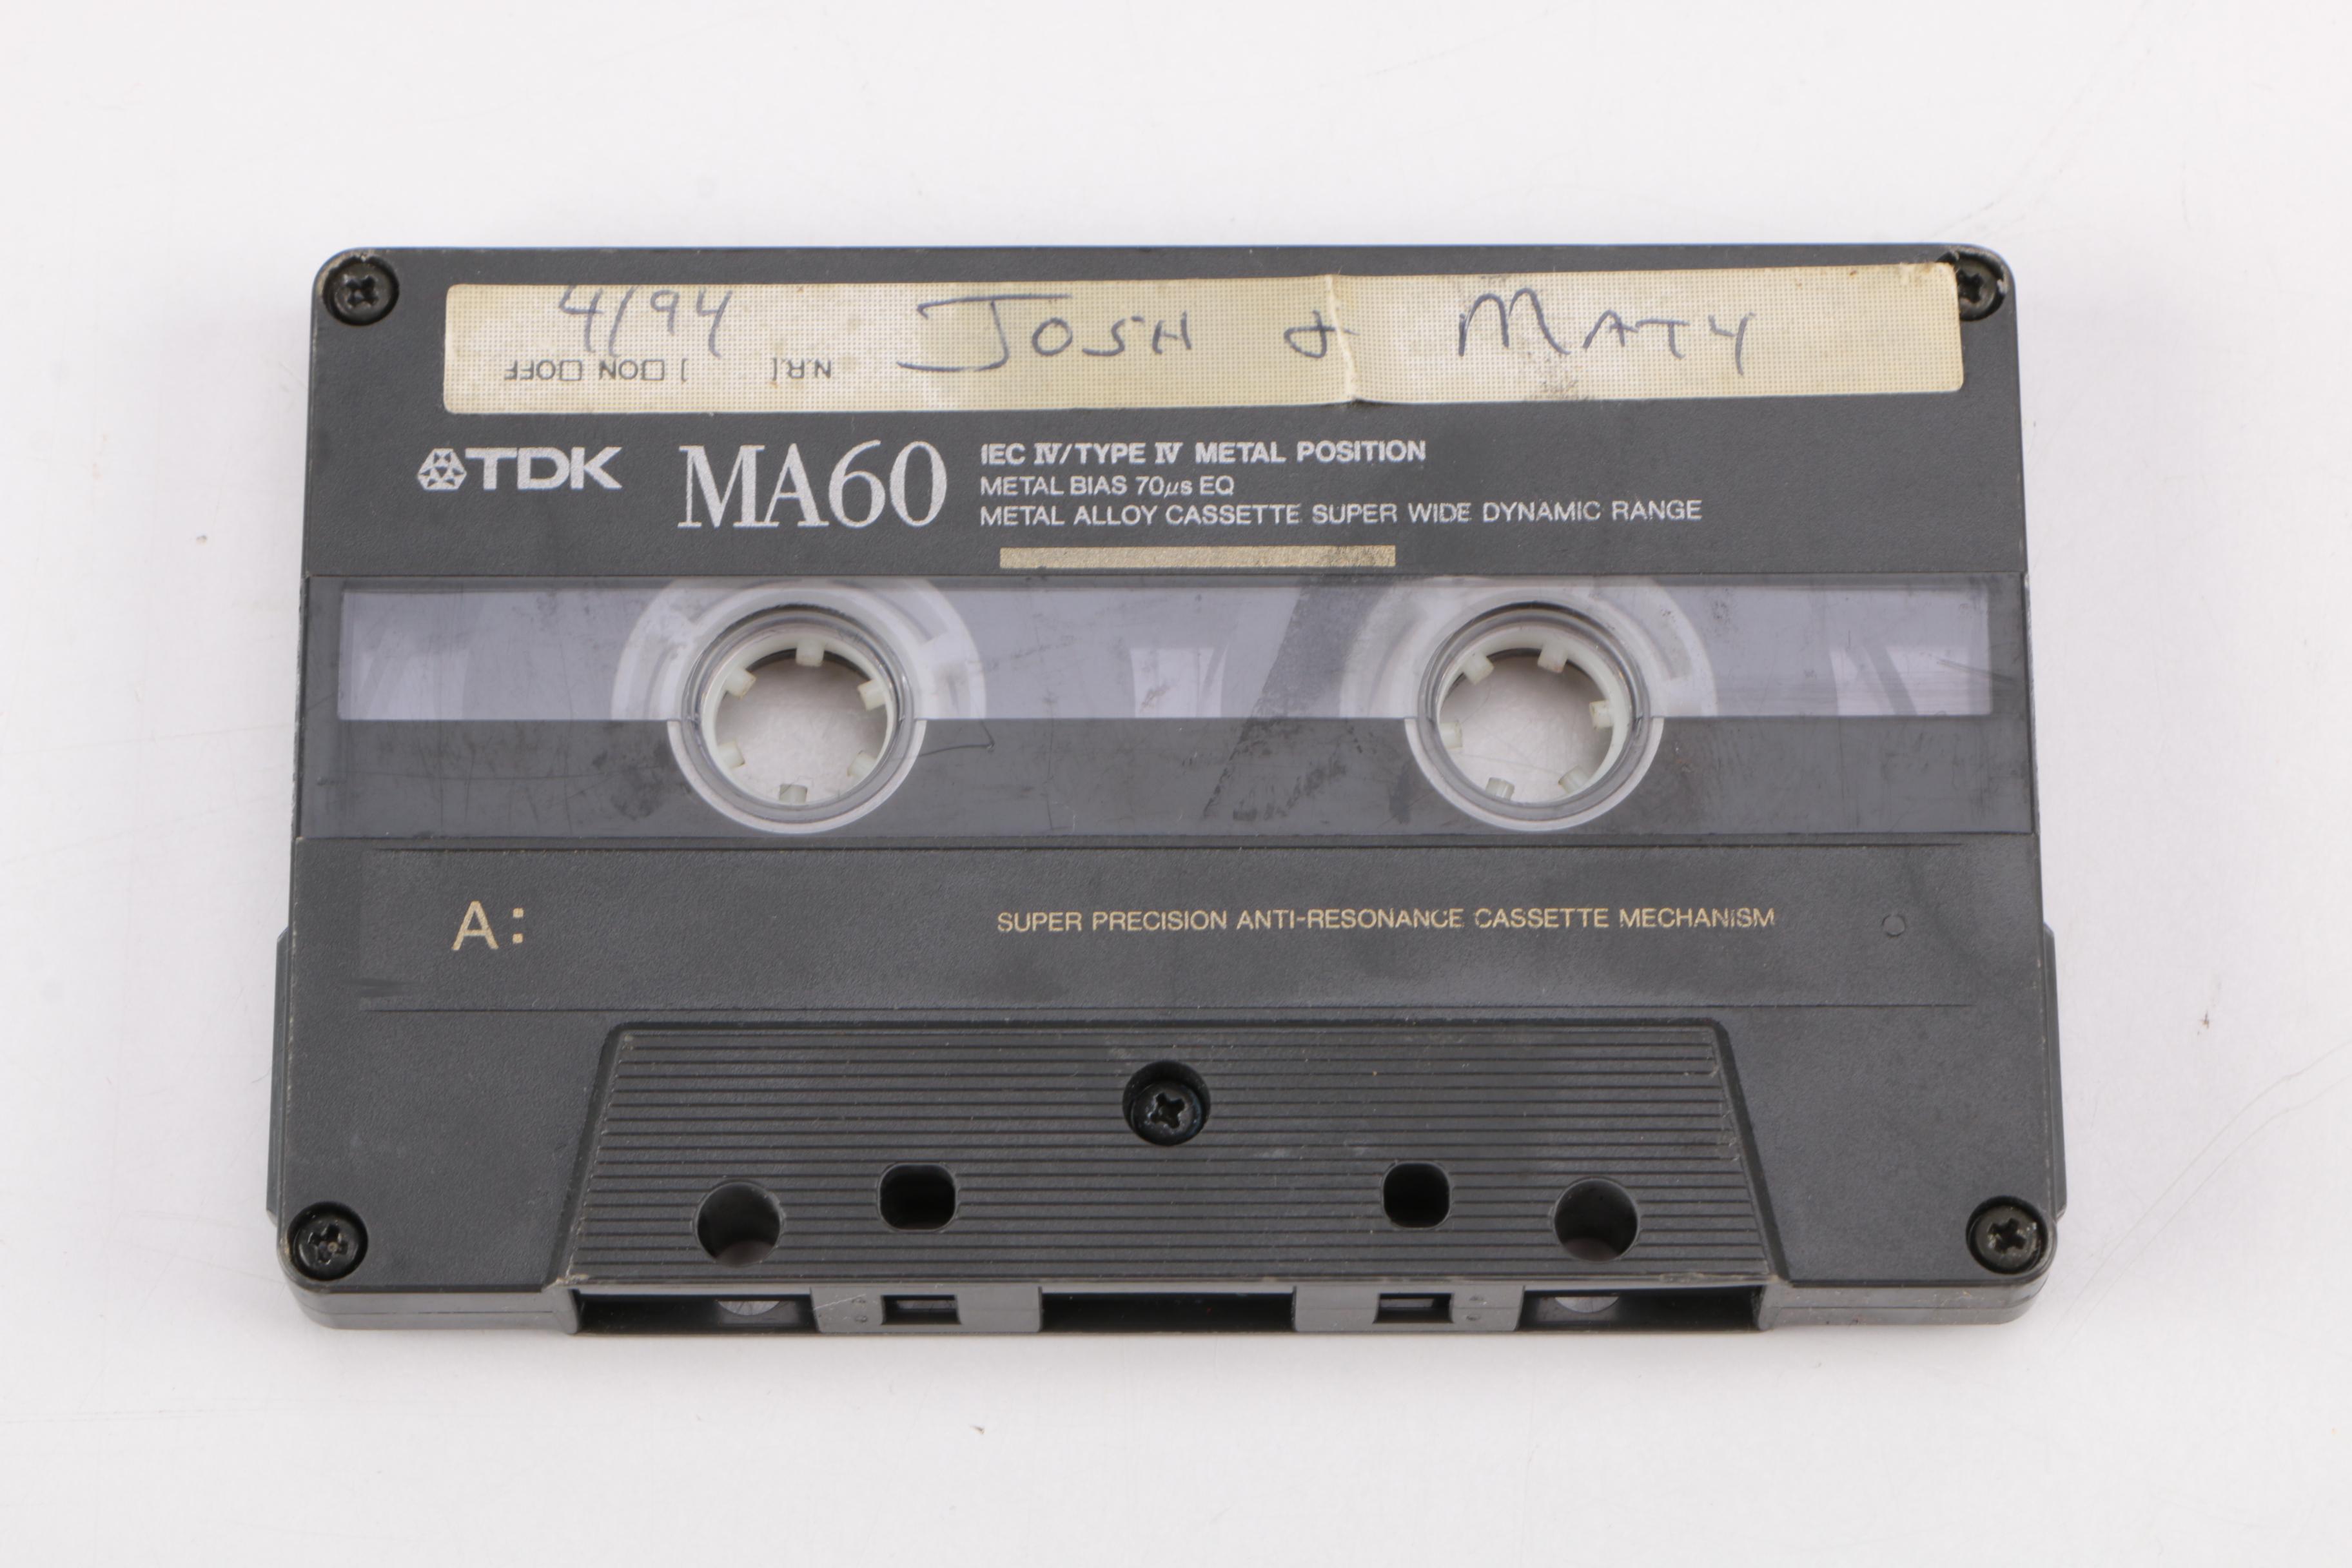 4/94 JOSH & MATY
N.R.[ ] □ON □OFF
TDK MA60 IEC IV/TYPE IV METAL POSITION
METAL BIAS 70µs EQ
METAL ALLOY CASSETTE SUPER WIDE DYNAMIC RANGE
A: SUPER PRECISION ANTI-RESONANCE CASSETTE MECHANISM